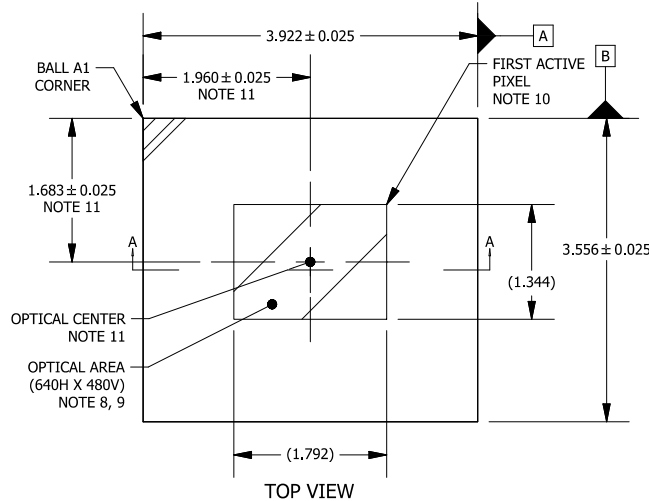 3.922 ± 0.025
A
B
BALL A1
CORNER
1.960 ± 0.025
NOTE 11
FIRST ACTIVE
PIXEL
NOTE 10
1.683 ± 0.025
NOTE 11
A
A
3.556 ± 0.025
(1.344)
OPTICAL CENTER
NOTE 11
OPTICAL AREA
(640H X 480V)
NOTE 8, 9
(1.792)
TOP VIEW